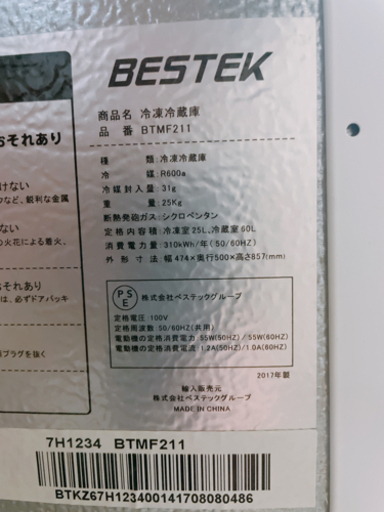 BESTEK
商品名 冷凍冷蔵庫
品 番 BTMF211
種 類:冷凍冷蔵庫
冷 媒:R600a
冷媒封入量:31g
重 量:25Kg
断熱発砲ガス:シクロペンタン
定格内容積:冷凍室25L、冷蔵室60L
消費電力量:310kWh/年(50/60HZ)
外形寸法:幅474×奥行500×高さ857(mm)
PSE 株式会社ベステックグループ
定格電圧:100V
定格周波数:50/60HZ(共用)
電動機の定格消費電力:55W(50HZ)/55W(60HZ)
電動機の定格消費電流:1.2A(50HZ)/1.0A(60HZ)
2017年製
輸入販売元
株式会社ベステックグループ
MADE IN CHINA
7H1234 BTMF211
BTKZ67H123400141708080486
おそれあり
けない
つなど、鋭利な金属
ない
の火花による着火。
おそれあり
は、必ずドアパッキ
プラグを抜く